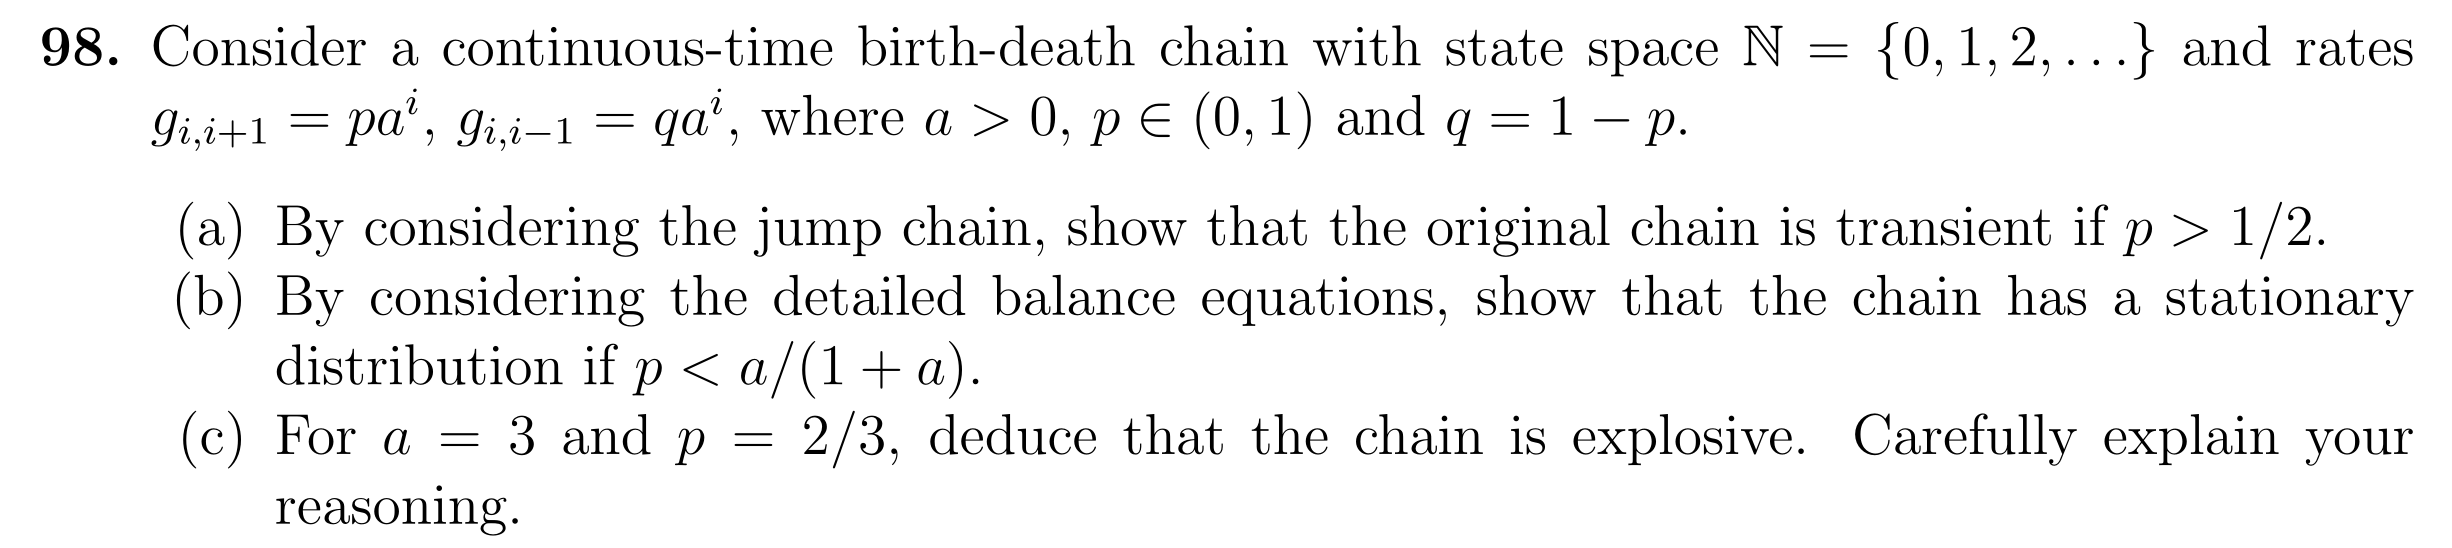 98. Consider a continuous-time birth-death chain with state space ℕ = {0, 1, 2, . . .} and rates
g_{i,i+1} = pa^i, g_{i,i−1} = qa^i, where a > 0, p ∈ (0, 1) and q = 1 − p.
(a) By considering the jump chain, show that the original chain is transient if p > 1/2.
(b) By considering the detailed balance equations, show that the chain has a stationary
distribution if p < a/(1 + a).
(c) For a = 3 and p = 2/3, deduce that the chain is explosive. Carefully explain your
reasoning.